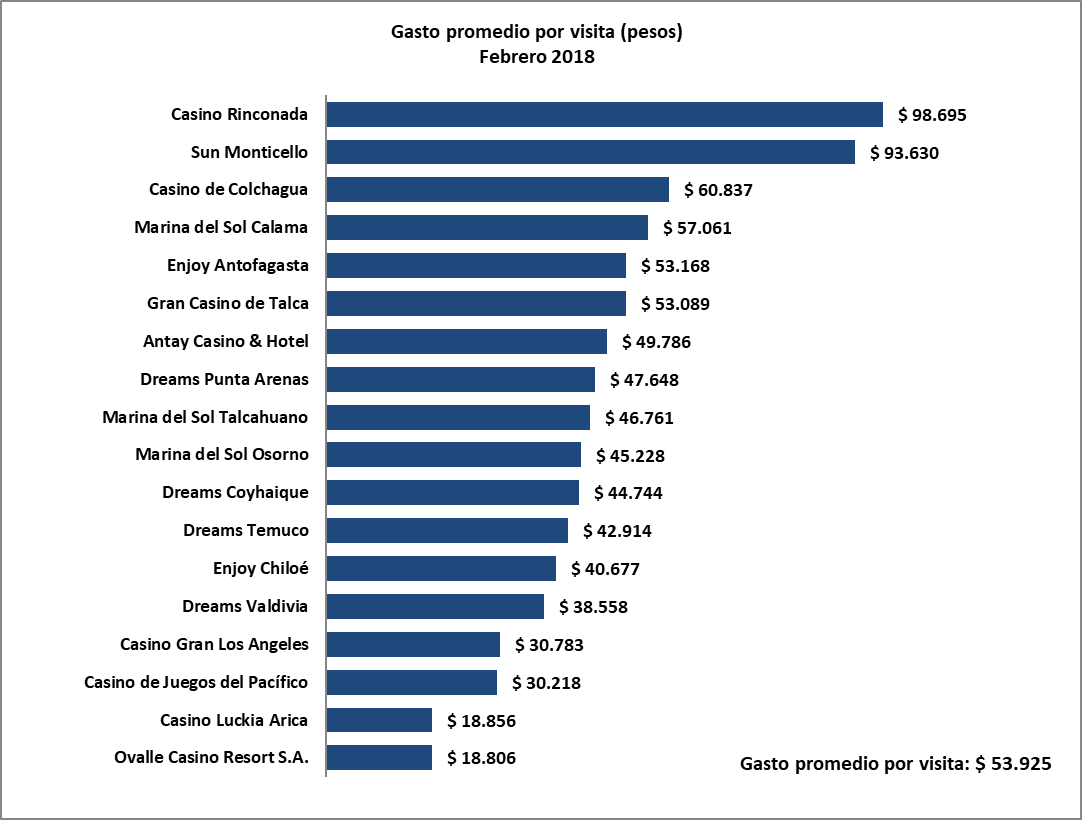 Gasto promedio por visita (pesos)
Febrero 2018
Casino Rinconada $ 98.695
Sun Monticello $ 93.630
Casino de Colchagua $ 60.837
Marina del Sol Calama $ 57.061
Enjoy Antofagasta $ 53.168
Gran Casino de Talca $ 53.089
Antay Casino & Hotel $ 49.786
Dreams Punta Arenas $ 47.648
Marina del Sol Talcahuano $ 46.761
Marina del Sol Osorno $ 45.228
Dreams Coyhaique $ 44.744
Dreams Temuco $ 42.914
Enjoy Chiloé $ 40.677
Dreams Valdivia $ 38.558
Casino Gran Los Angeles $ 30.783
Casino de Juegos del Pacífico $ 30.218
Casino Luckia Arica $ 18.856
Ovalle Casino Resort S.A. $ 18.806
Gasto promedio por visita: $ 53.925